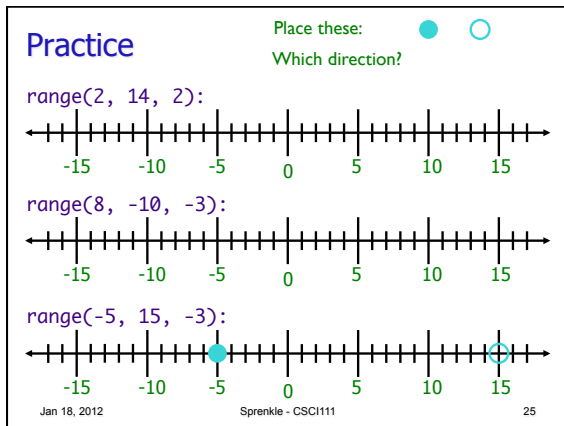 Practice
Place these:
Which direction?
range(2, 14, 2):
-15 -10 -5 0 5 10 15
range(8, -10, -3):
-15 -10 -5 0 5 10 15
range(-5, 15, -3):
-15 -10 -5 0 5 10 15
Jan 18, 2012 Sprenkle - CSCI111 25